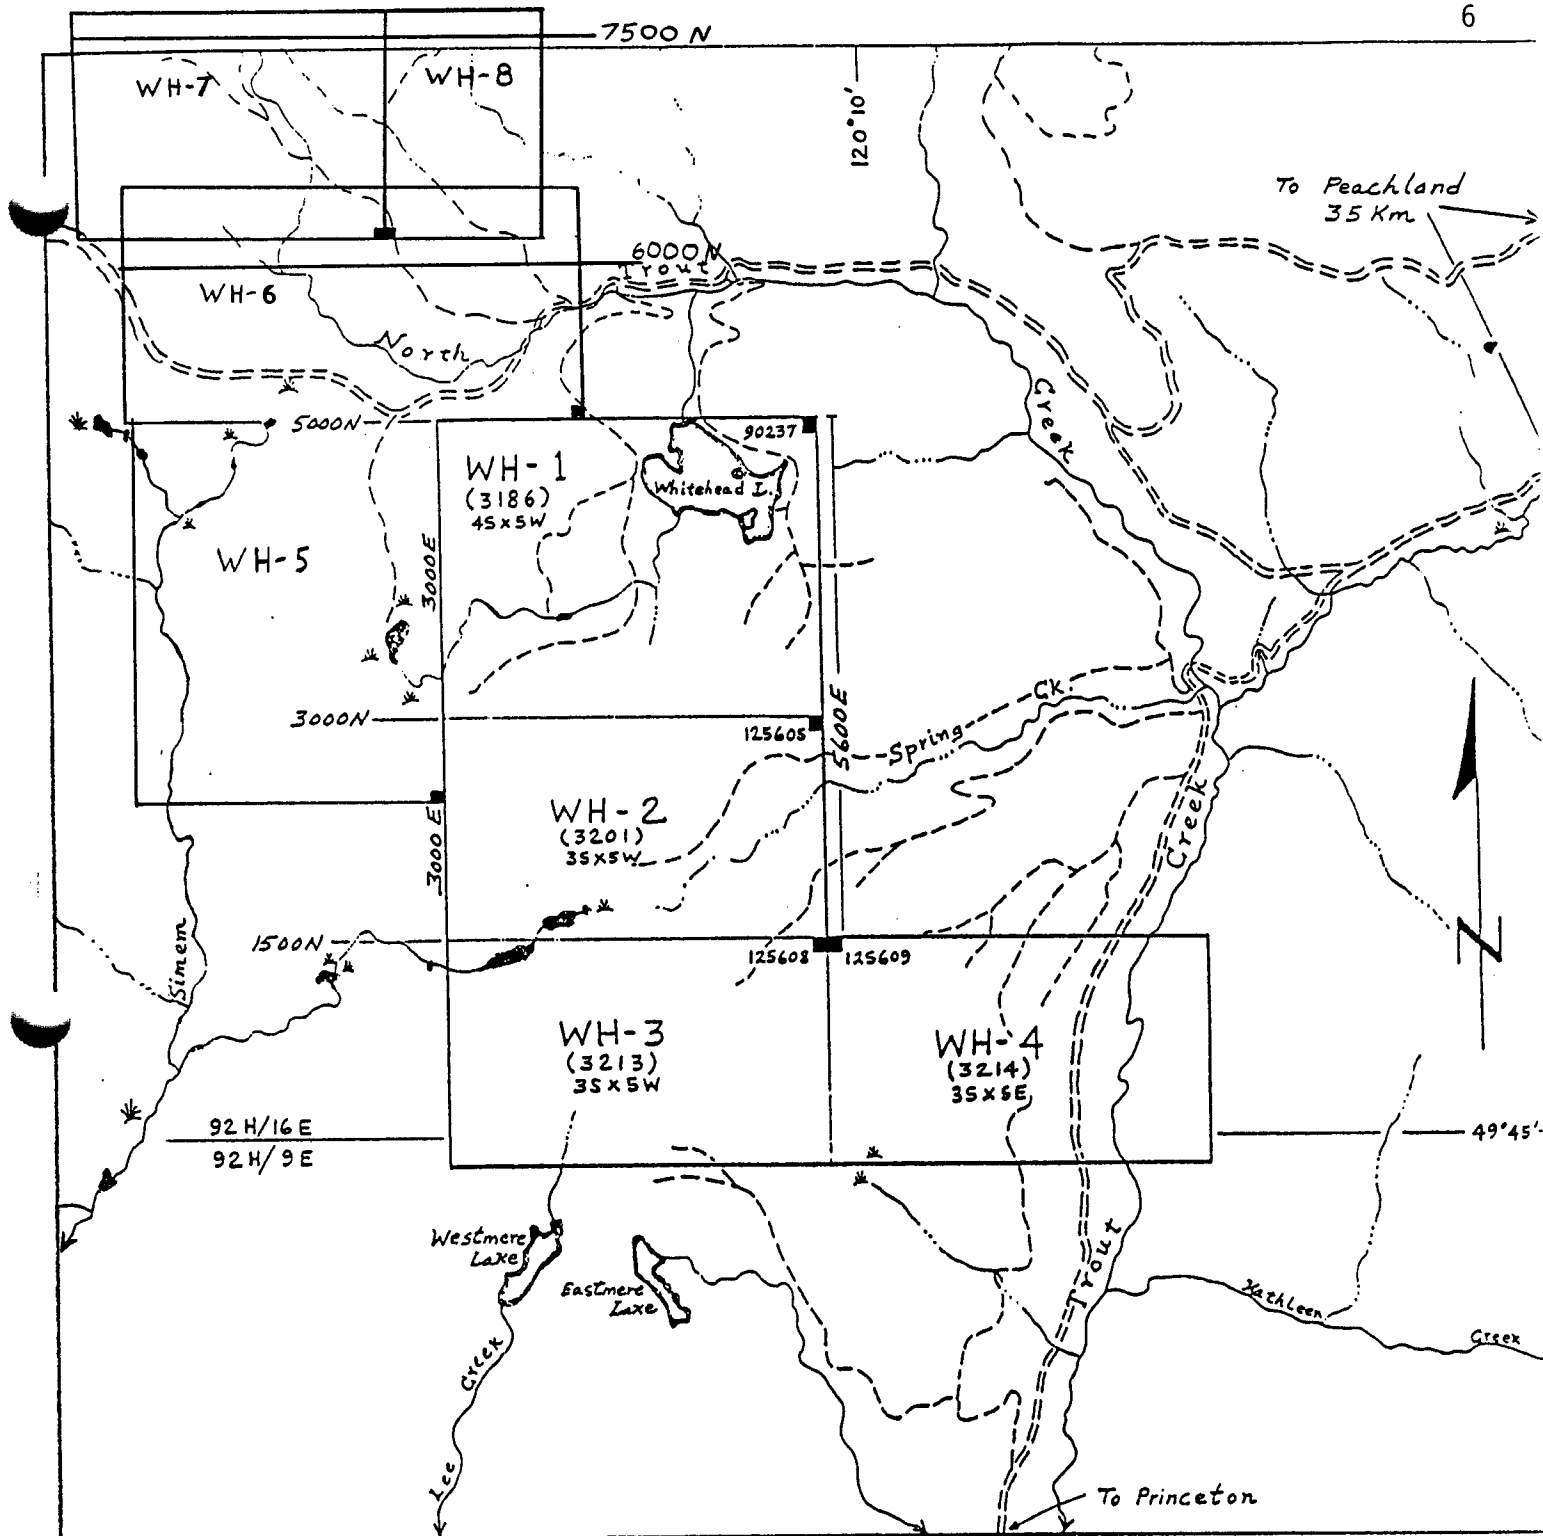 6
7500 N
WH-7
WH-8
120°10'
To Peachland
35 Km
6000 N
Trout
WH-6
North
Creek
5000N
90237
WH-1
(3186)
4S x 5W
Whitehead L.
WH-5
3000E
3000N
125605
5600E
Spring
Ck.
WH-2
(3201)
3S x 5W
3000 E
Creek
1500N
125608
125609
Simem
N
WH-3
(3213)
3S x 5W
WH-4
(3214)
3S x 5E
92 H/16 E
92 H/9 E
49°45'
Westmere
Lake
Eastmere
Lake
Trout
Kathleen
Creek
Creek
Lee
To Princeton